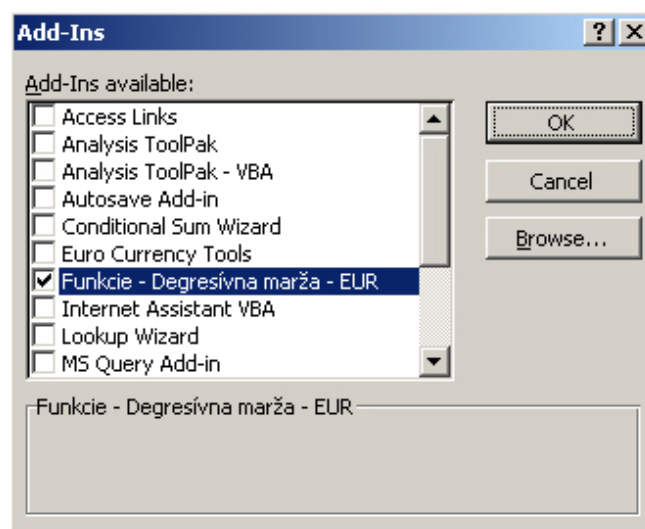 Add-Ins
Add-Ins available:
Access Links
Analysis ToolPak
Analysis ToolPak - VBA
Autosave Add-in
Conditional Sum Wizard
Euro Currency Tools
Funkcie - Degresívna marža - EUR
Internet Assistant VBA
Lookup Wizard
MS Query Add-in
OK
Cancel
Browse...
Funkcie - Degresívna marža - EUR